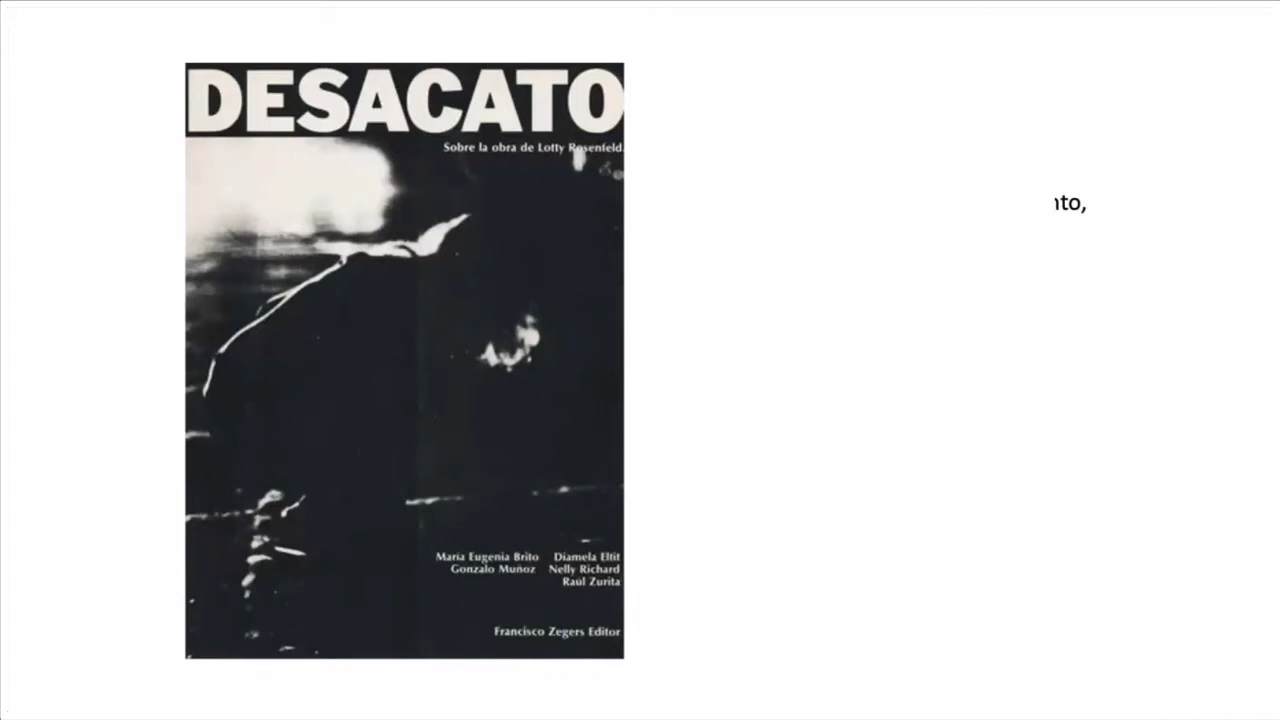 DESACATO
Sobre la obra de Lotty Rosenfeld.
María Eugenia Brito Diamela Eltit
Gonzalo Muñoz Nelly Richard
Raúl Zurita
Francisco Zegers Editor